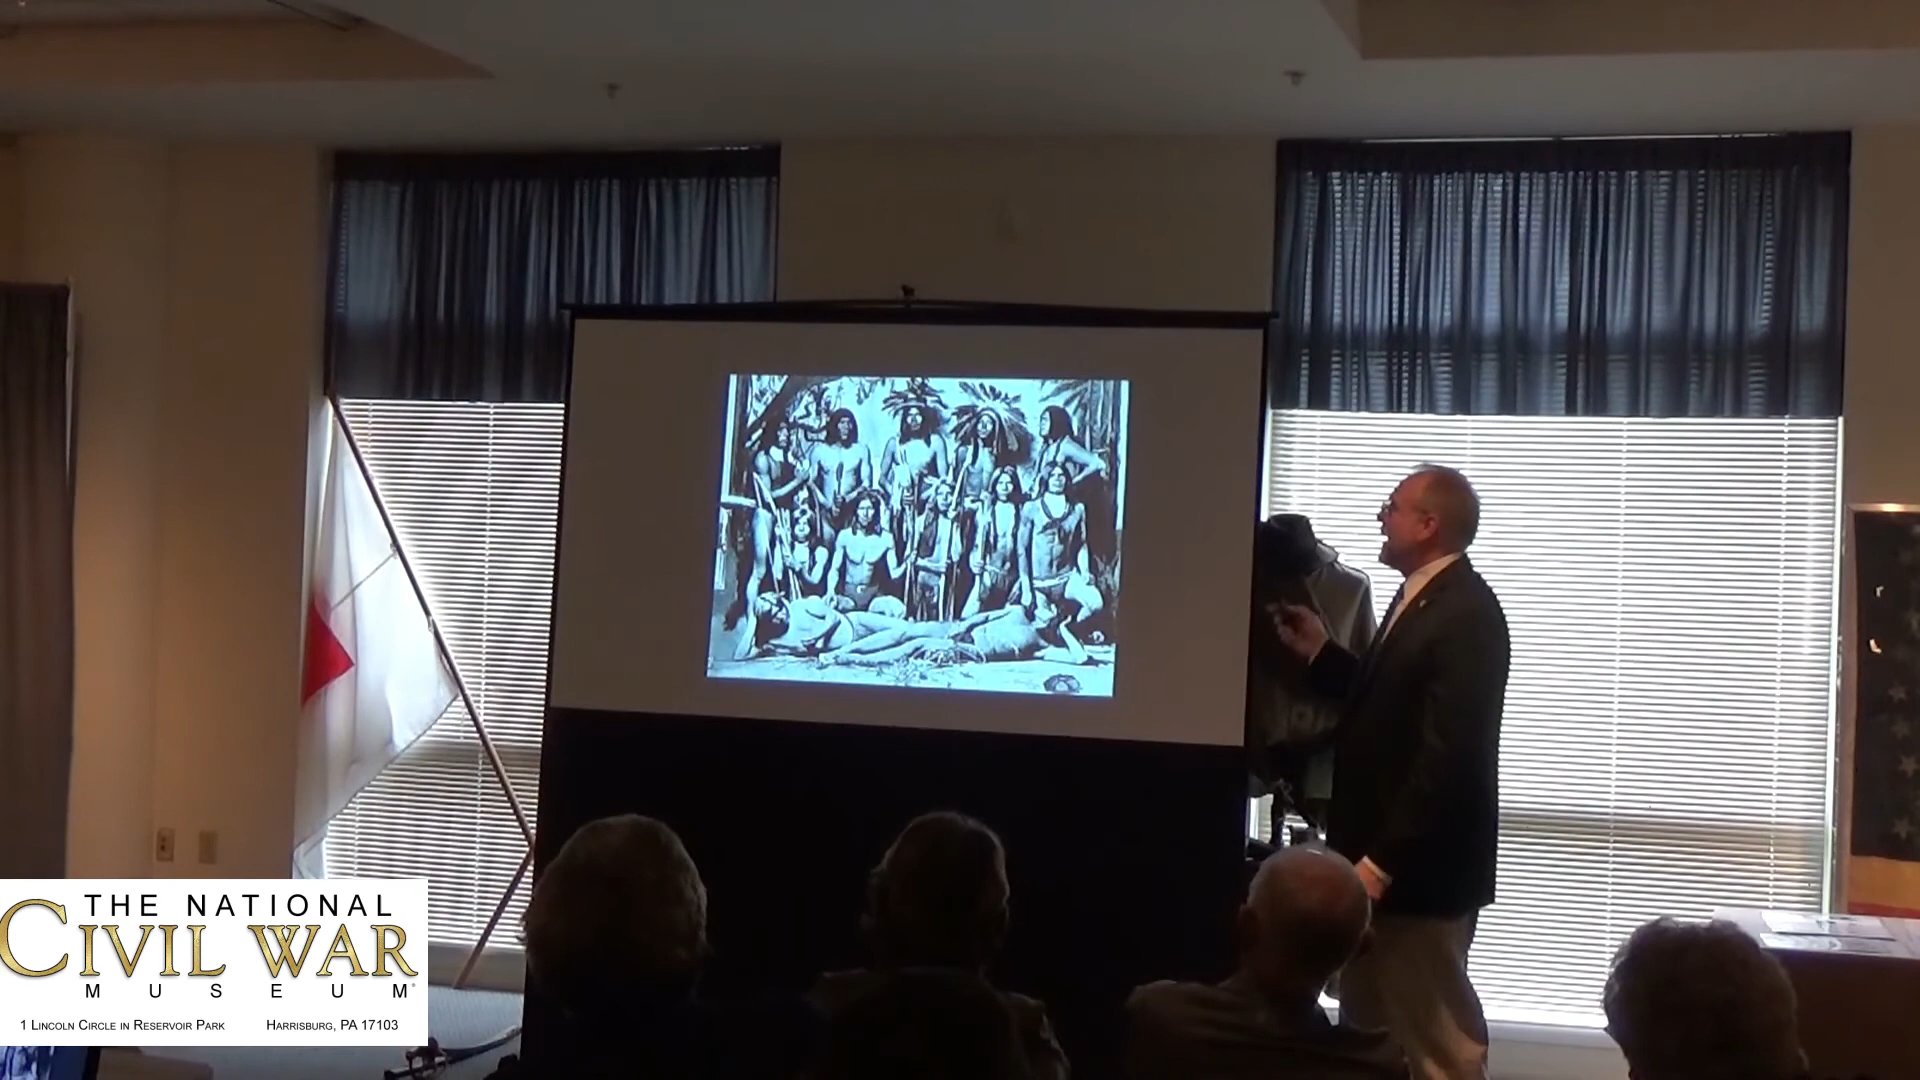 THE NATIONAL
CIVIL WAR
MUSEUM®
1 LINCOLN CIRCLE IN RESERVOIR PARK HARRISBURG, PA 17103